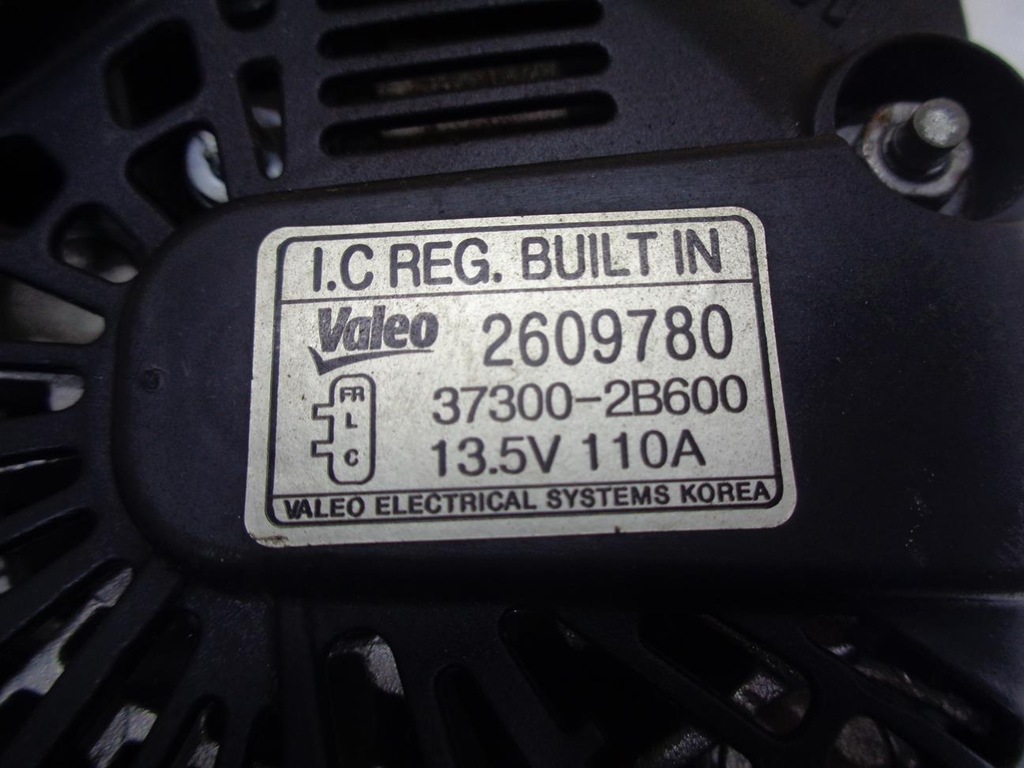 I.C REG. BUILT IN
Valeo 2609780
FR
L
C
37300-2B600
13.5V 110A
VALEO ELECTRICAL SYSTEMS KOREA